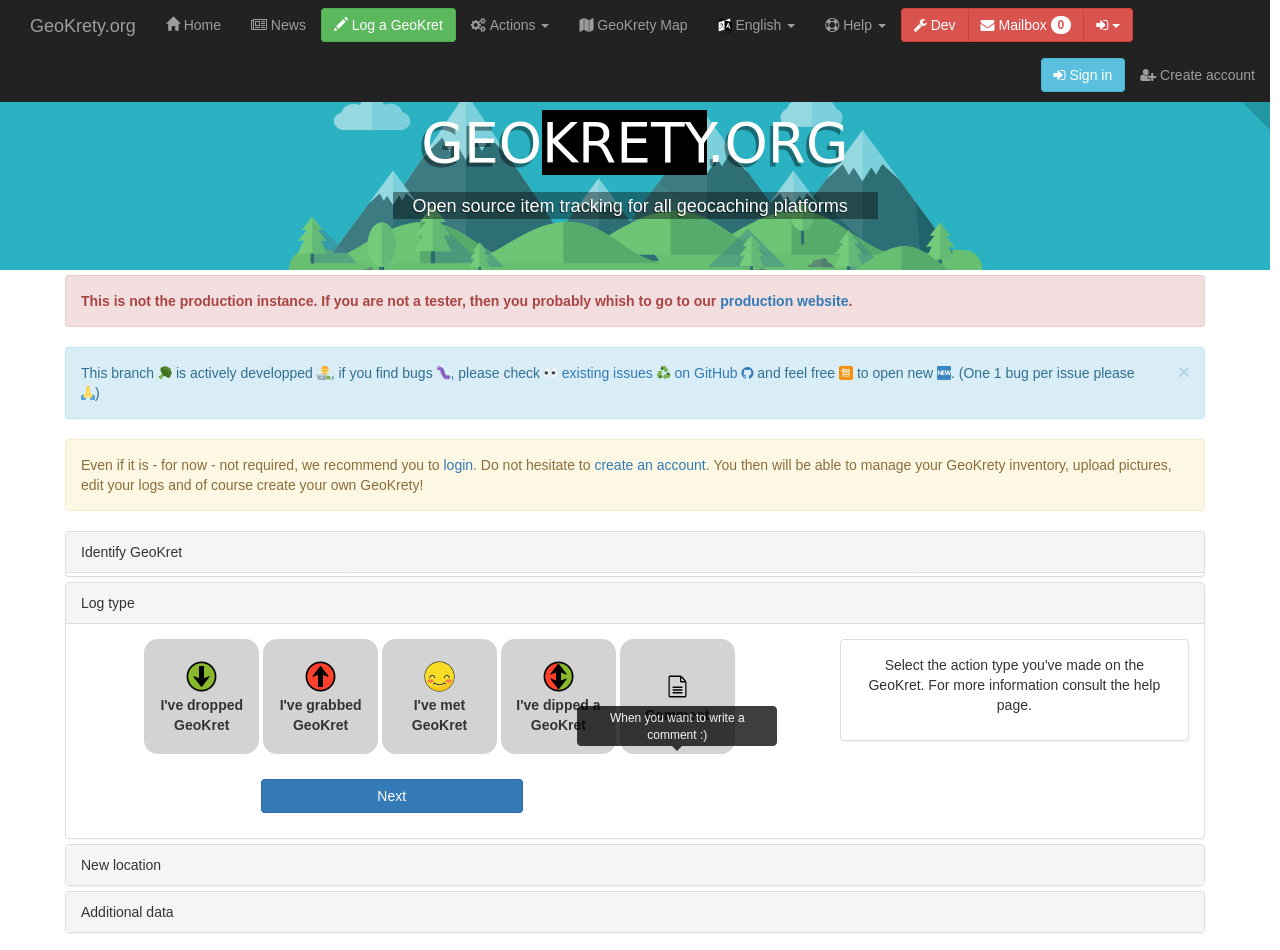 GeoKrety.org Home News Log a GeoKret Actions GeoKrety Map English Help Dev Mailbox 0
Sign in Create account
GEOKRETY.ORG
Open source item tracking for all geocaching platforms
This is not the production instance. If you are not a tester, then you probably whish to go to our production website.
This branch 🌳 is actively developped 👨‍🔬, if you find bugs 🐛, please check 👀 existing issues ♻ on GitHub and feel free 🈚 to open new 🆕. (One 1 bug per issue please ×
🙏)
Even if it is - for now - not required, we recommend you to login. Do not hesitate to create an account. You then will be able to manage your GeoKrety inventory, upload pictures,
edit your logs and of course create your own GeoKrety!
Identify GeoKret
Log type
I've dropped
GeoKret
I've grabbed
GeoKret
I've met
GeoKret
I've dipped a
GeoKret
Comment
When you want to write a
comment :)
Select the action type you've made on the
GeoKret. For more information consult the help
page.
Next
New location
Additional data